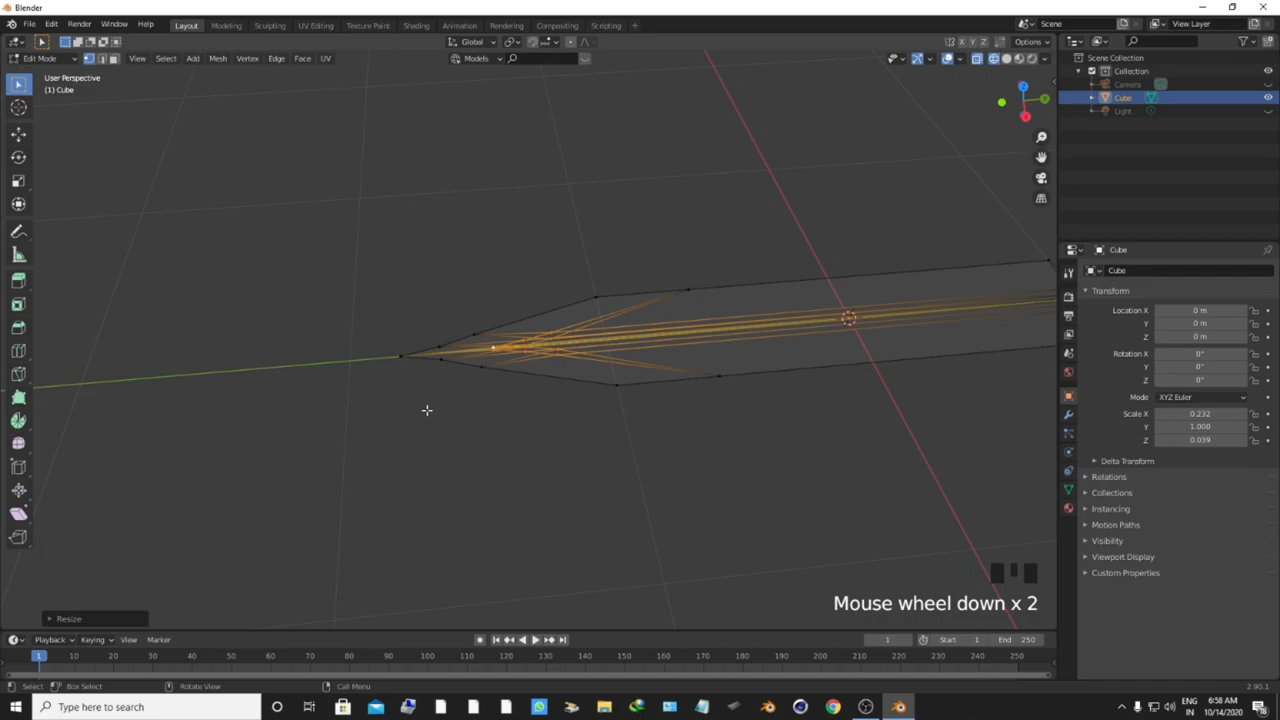 Blender
File Edit Render Window Help Layout Modeling Sculpting UV Editing Texture Paint Shading Animation Rendering Compositing Scripting + Scene View Layer
Global X Y Z Options
Edit Mode View Select Add Mesh Vertex Edge Face UV Models
User Perspective
(1) Cube
Scene Collection
Collection
Camera
Cube
Light
Cube
Cube
Transform
Location X 0 m
Y 0 m
Z 0 m
Rotation X 0°
Y 0°
Z 0°
Mode XYZ Euler
Scale X 0.232
Y 1.000
Z 0.039
Delta Transform
Relations
Collections
Instancing
Motion Paths
Visibility
Viewport Display
Custom Properties
Z
Y
X
Mouse wheel down x 2
Resize
Playback Keying View Marker 1 Start 1 End 250
1 10 20 30 40 50 60 70 80 90 100 110 120 130 140 150 160 170 180 190 200 210 220 230 240 250
Select Box Select Rotate View Call Menu 2.90.1
Type here to search ENG 6:58 AM
IN 10/14/2020 18